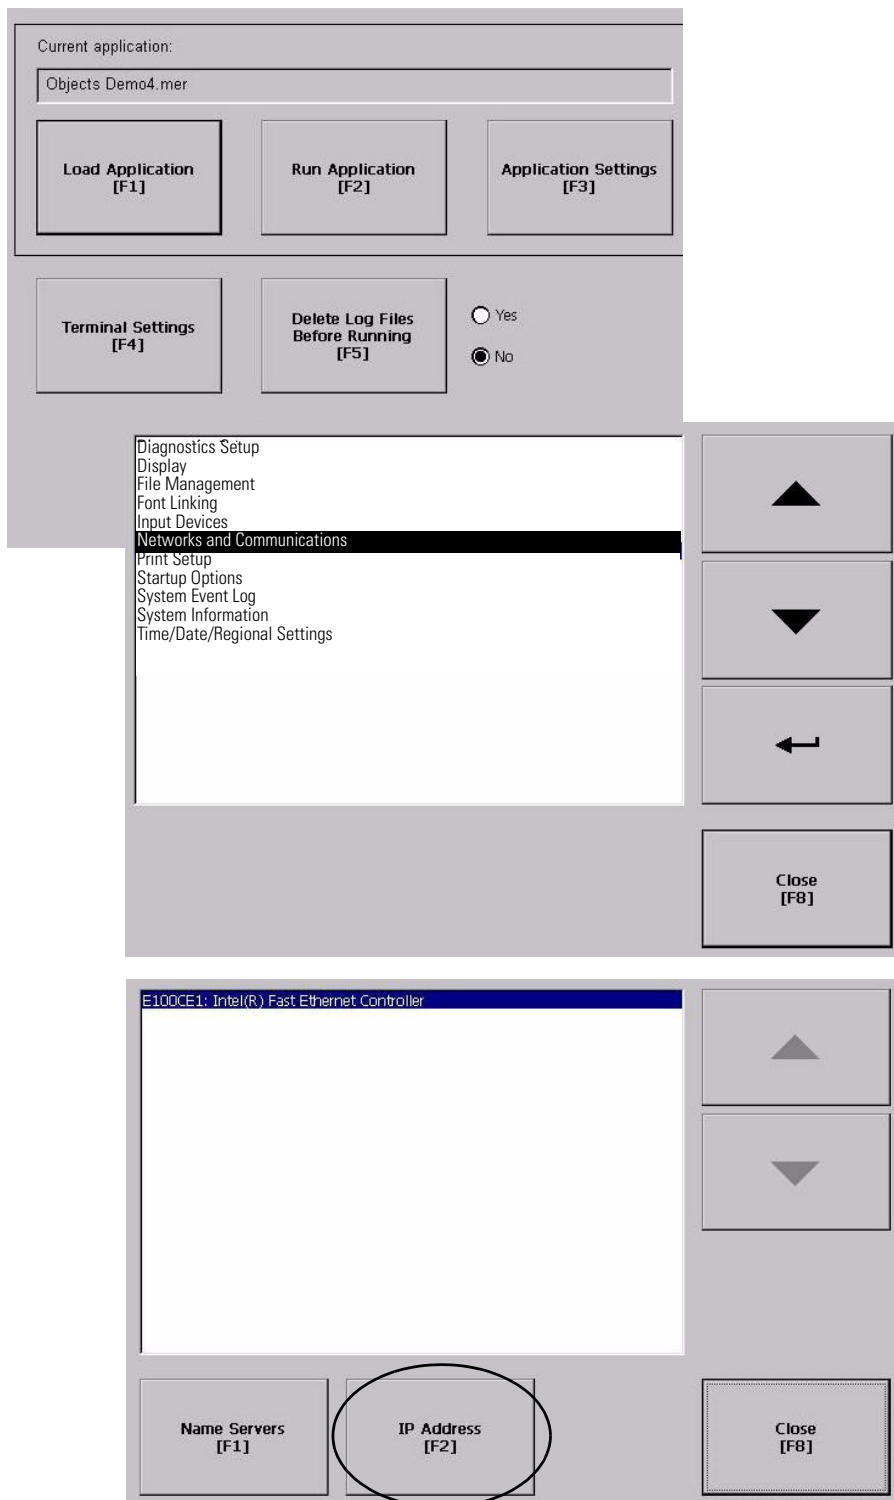 Current application:
Objects Demo4.mer
Load Application
[F1]
Run Application
[F2]
Application Settings
[F3]
Terminal Settings
[F4]
Delete Log Files
Before Running
[F5]
Yes
No
Diagnostics Setup
Display
File Management
Font Linking
Input Devices
Networks and Communications
Print Setup
Startup Options
System Event Log
System Information
Time/Date/Regional Settings
Close
[F8]
E100CE1: Intel(R) Fast Ethernet Controller
Name Servers
[F1]
IP Address
[F2]
Close
[F8]